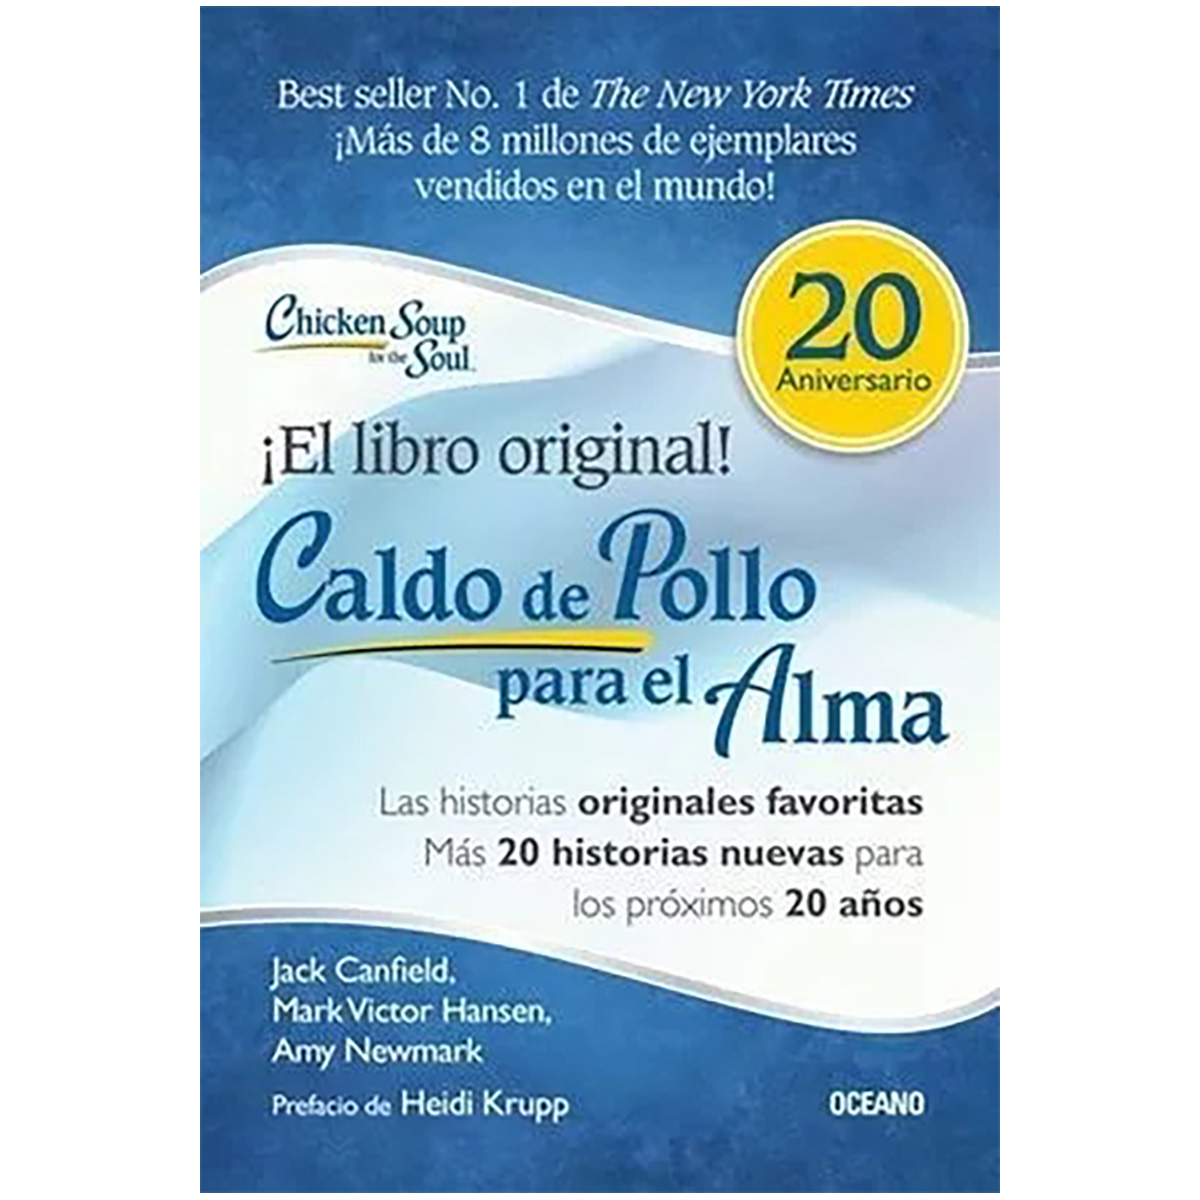 Best seller No. 1 de The New York Times
¡Más de 8 millones de ejemplares
vendidos en el mundo!
20
Aniversario
Chicken Soup
for the
Soul™
¡El libro original!
Caldo de Pollo
para el Alma
Las historias originales favoritas
Más 20 historias nuevas para
los próximos 20 años
Jack Canfield,
Mark Victor Hansen,
Amy Newmark
Prefacio de Heidi Krupp
OCEANO